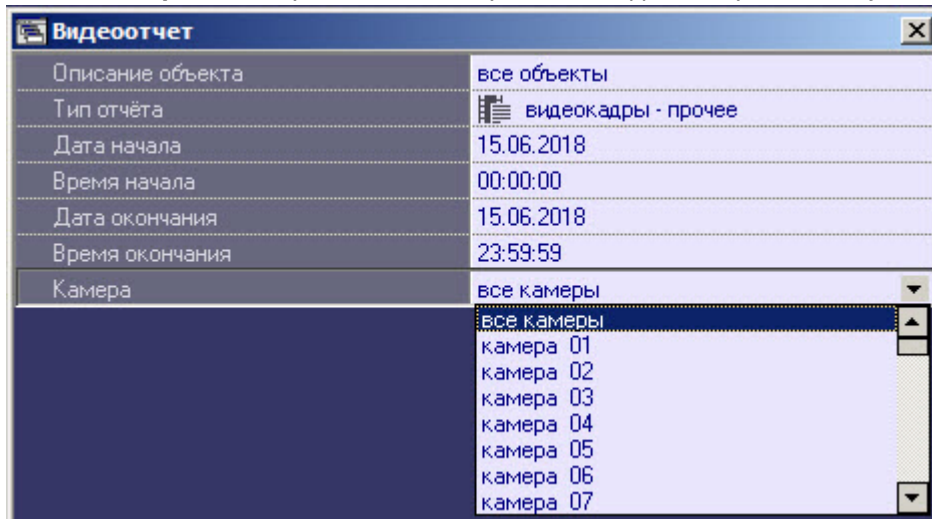 Видеоотчет
Описание объекта все объекты
Тип отчёта видеокадры - прочее
Дата начала 15.06.2018
Время начала 00:00:00
Дата окончания 15.06.2018
Время окончания 23:59:59
Камера все камеры
все камеры
камера 01
камера 02
камера 03
камера 04
камера 05
камера 06
камера 07